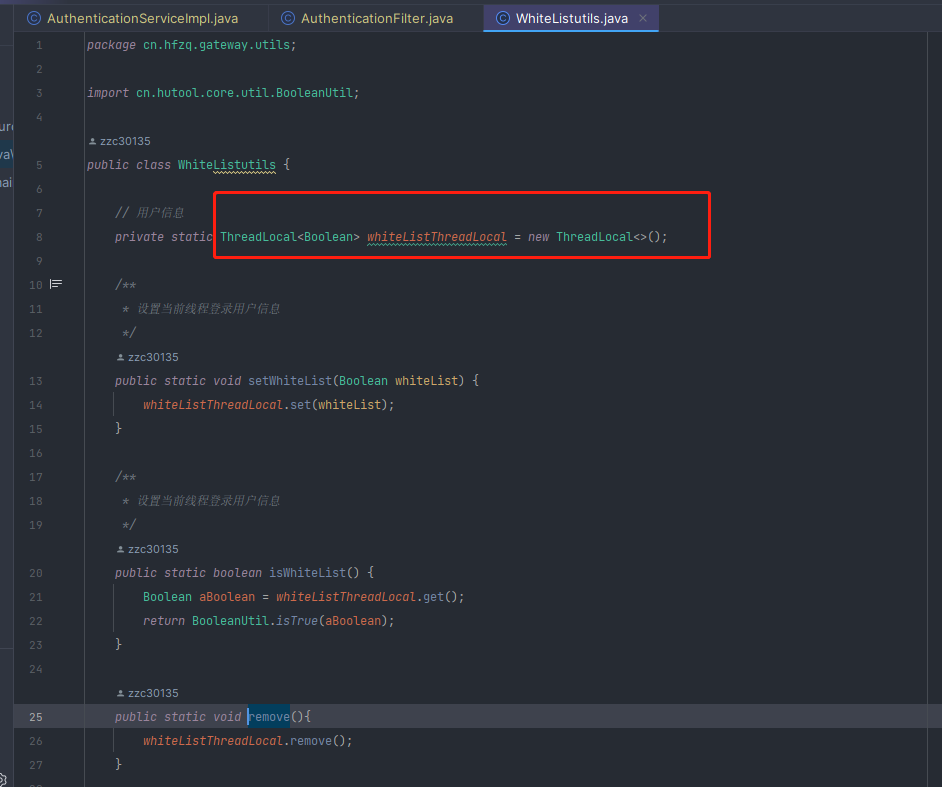 AuthenticationServiceImpl.java AuthenticationFilter.java WhiteListutils.java
1 package cn.hfzq.gateway.utils;
2
3 import cn.hutool.core.util.BooleanUtil;
4
zzc30135
5 public class WhiteListutils {
6
7 // 用户信息
8 private static ThreadLocal<Boolean> whiteListThreadLocal = new ThreadLocal<>();
9
10 /**
11 * 设置当前线程登录用户信息
12 */
zzc30135
13 public static void setWhiteList(Boolean whiteList) {
14 whiteListThreadLocal.set(whiteList);
15 }
16
17 /**
18 * 设置当前线程登录用户信息
19 */
zzc30135
20 public static boolean isWhiteList() {
21 Boolean aBoolean = whiteListThreadLocal.get();
22 return BooleanUtil.isTrue(aBoolean);
23 }
24
zzc30135
25 public static void remove(){
26 whiteListThreadLocal.remove();
27 }